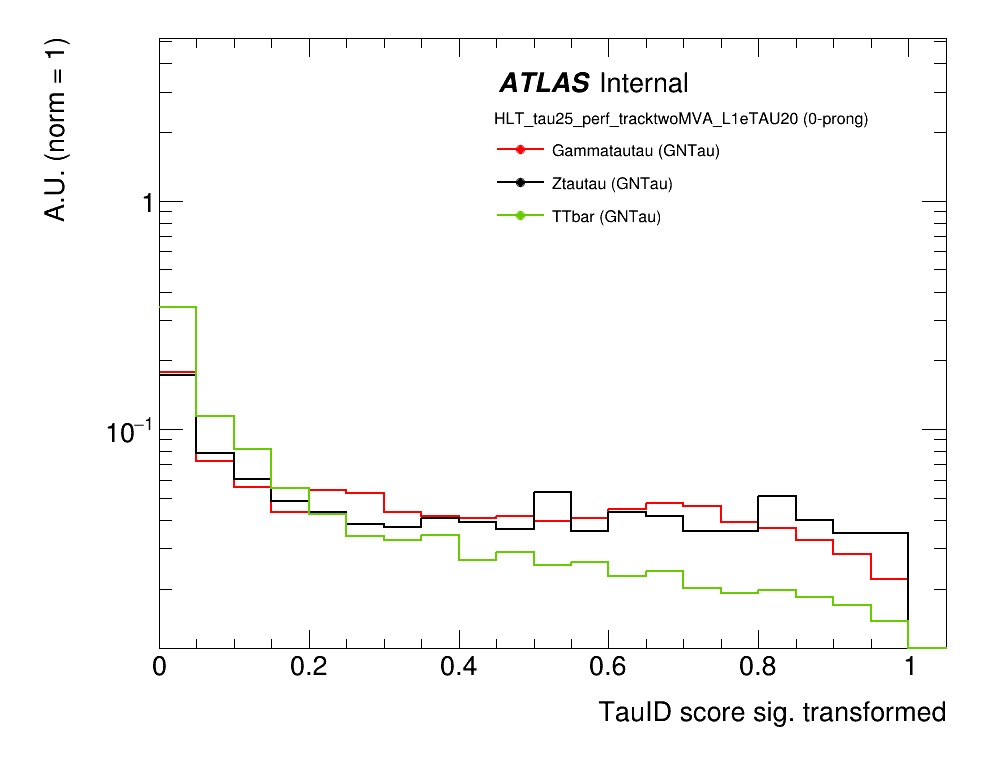 A.U. (norm = 1)
ATLAS Internal
HLT_tau25_perf_tracktwoMVA_L1eTAU20 (0-prong)
Gammatautau (GNTau)
Ztautau (GNTau)
TTbar (GNTau)
1
10⁻¹
0 0.2 0.4 0.6 0.8 1
TauID score sig. transformed